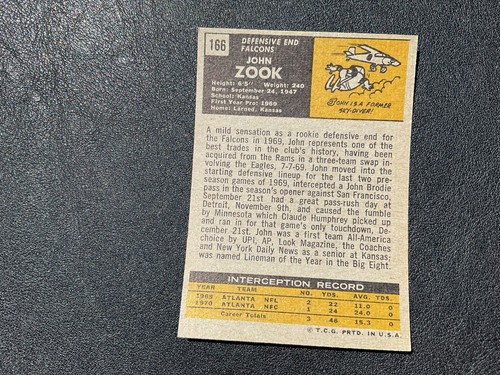 166
DEFENSIVE END
FALCONS
JOHN
ZOOK
Height: 6'5" Weight: 240
Born: September 24, 1947
School: Kansas
First Year Pro: 1969
Home: Larned, Kansas
JOHN IS A FORMER
SKY-DIVER!
A mild sensation as a rookie defensive end for
the Falcons in 1969, John represents one of the
best trades in the club's history, having been
acquired from the Rams in a three-team swap in-
volving the Eagles, 7-7-69. John moved into the
starting defensive lineup for the last two pre-
season games of 1969, intercepted a John Brodie
pass in the season's opener against San Francisco,
September 21st had a great pass-rush day at
Detroit, November 9th, and caused the fumble
by Minnesota which Claude Humphrey picked up
and ran in for that game's only touchdown, De-
cember 21st. John was a first team All-America
choice by UPI, AP, Look Magazine, the Coaches
and New York Daily News as a senior at Kansas;
was named Lineman of the Year in the Big Eight.
INTERCEPTION RECORD
YEAR TEAM NO. YDS. AVG. TDS.
1969 ATLANTA NFL 2 22 11.0 0
1970 ATLANTA NFC 1 24 24.0 0
Career Totals 3 46 15.3 0
© T.C.G. PRTD. IN U.S.A.